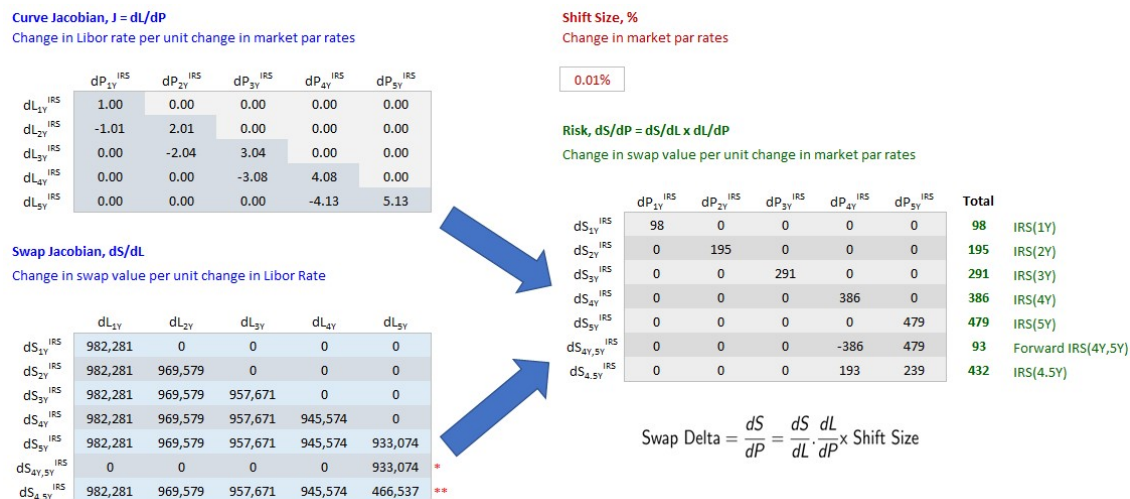 Curve Jacobian, J = dL/dP
Change in Libor rate per unit change in market par rates
dP1Y^IRS dP2Y^IRS dP3Y^IRS dP4Y^IRS dP5Y^IRS
dL1Y^IRS 1.00 0.00 0.00 0.00 0.00
dL2Y^IRS -1.01 2.01 0.00 0.00 0.00
dL3Y^IRS 0.00 -2.04 3.04 0.00 0.00
dL4Y^IRS 0.00 0.00 -3.08 4.08 0.00
dL5Y^IRS 0.00 0.00 0.00 -4.13 5.13
Swap Jacobian, dS/dL
Change in swap value per unit change in Libor Rate
dL1Y dL2Y dL3Y dL4Y dL5Y
dS1Y^IRS 982,281 0 0 0 0
dS2Y^IRS 982,281 969,579 0 0 0
dS3Y^IRS 982,281 969,579 957,671 0 0
dS4Y^IRS 982,281 969,579 957,671 945,574 0
dS5Y^IRS 982,281 969,579 957,671 945,574 933,074
dS4Y,5Y^IRS 0 0 0 0 933,074 *
dS4.5Y^IRS 982,281 969,579 957,671 945,574 466,537 **
Shift Size, %
Change in market par rates
0.01%
Risk, dS/dP = dS/dL x dL/dP
Change in swap value per unit change in market par rates
dP1Y^IRS dP2Y^IRS dP3Y^IRS dP4Y^IRS dP5Y^IRS Total
dS1Y^IRS 98 0 0 0 0 98 IRS(1Y)
dS2Y^IRS 0 195 0 0 0 195 IRS(2Y)
dS3Y^IRS 0 0 291 0 0 291 IRS(3Y)
dS4Y^IRS 0 0 0 386 0 386 IRS(4Y)
dS5Y^IRS 0 0 0 0 479 479 IRS(5Y)
dS4Y,5Y^IRS 0 0 0 -386 479 93 Forward IRS(4Y,5Y)
dS4.5Y^IRS 0 0 0 193 239 432 IRS(4.5Y)
Swap Delta = dS/dP = dS/dL . dL/dP x Shift Size